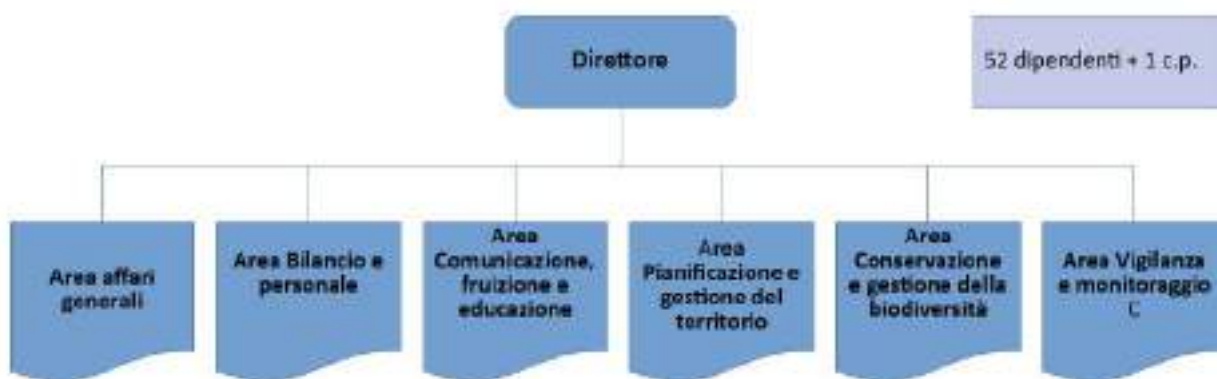 Direttore
52 dipendenti + 1 c.p.
Area affari
generali
Area Bilancio e
personale
Area
Comunicazione,
fruizione e
educazione
Area
Pianificazione e
gestione del
territorio
Area
Conservazione
e gestione della
biodiversità
Area Vigilanza
e monitoraggio
C